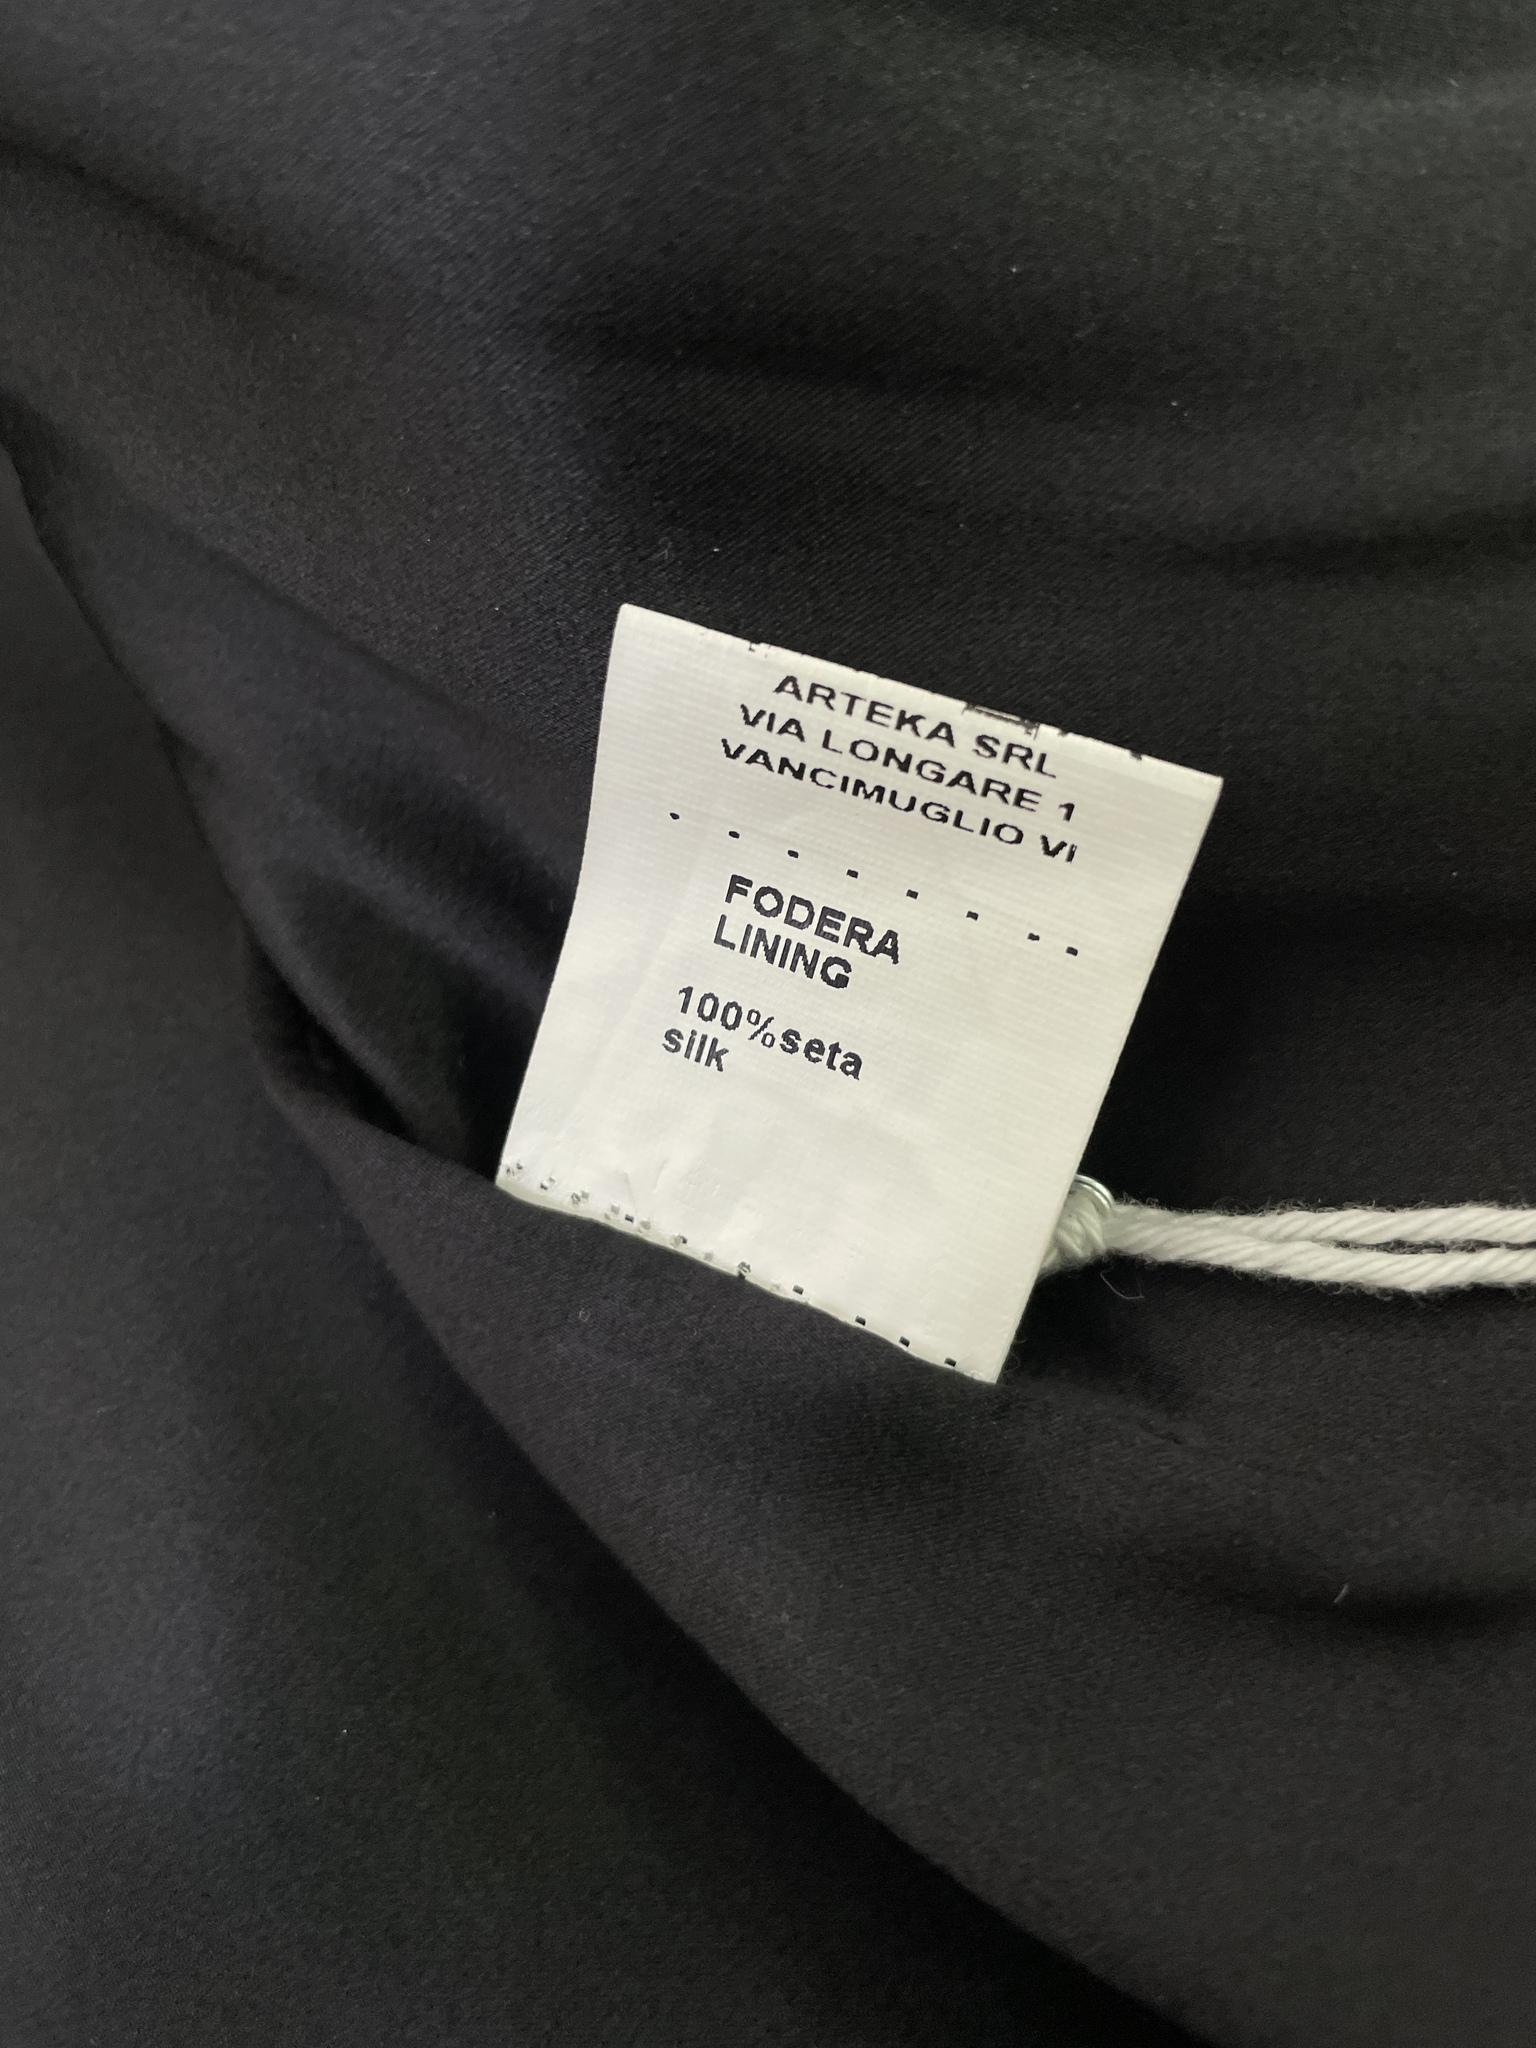 ARTEKA SRL
VIA LONGARE 1
VANCIMUGLIO VI
- - - - - - - -
FODERA
LINING
100%seta
silk